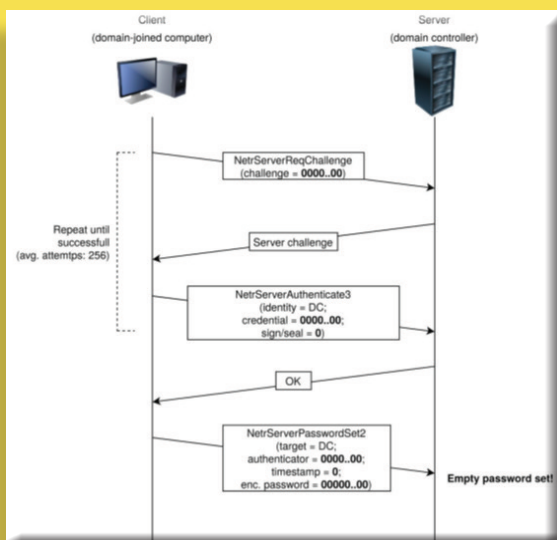 Client
(domain-joined computer)
Server
(domain controller)
NetrServerReqChallenge
(challenge = 0000..00)
Repeat until
successfull
(avg. attemtps: 256)
Server challenge
NetrServerAuthenticate3
(identity = DC;
credential = 0000..00;
sign/seal = 0)
OK
NetrServerPasswordSet2
(target = DC;
authenticator = 0000..00;
timestamp = 0;
enc. password = 00000..00)
Empty password set!